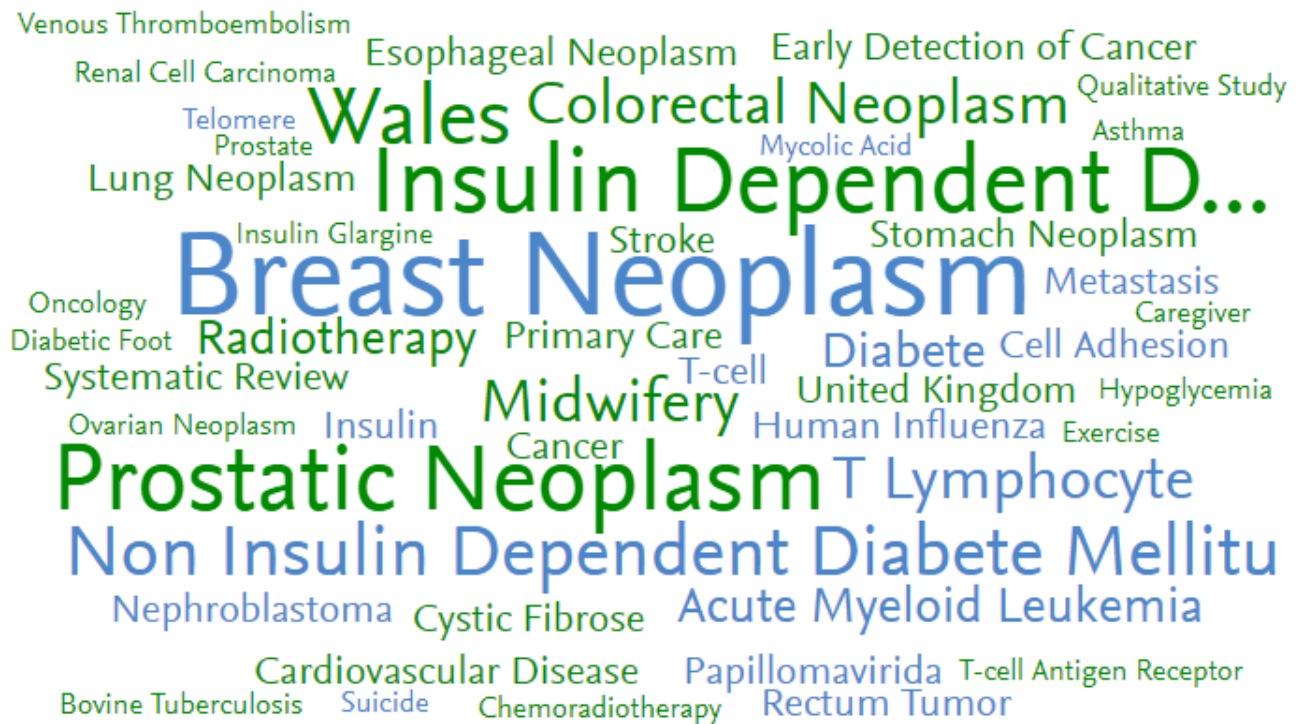 Venous Thromboembolism
Esophageal Neoplasm
Early Detection of Cancer
Renal Cell Carcinoma
Qualitative Study
Telomere
Wales
Colorectal Neoplasm
Asthma
Prostate
Mycolic Acid
Lung Neoplasm
Insulin Dependent D...
Insulin Glargine
Stroke
Stomach Neoplasm
Breast Neoplasm
Metastasis
Oncology
Caregiver
Diabetic Foot
Radiotherapy
Primary Care
Diabete
Cell Adhesion
Systematic Review
T-cell
United Kingdom
Hypoglycemia
Midwifery
Ovarian Neoplasm
Insulin
Human Influenza
Exercise
Cancer
Prostatic Neoplasm
T Lymphocyte
Non Insulin Dependent Diabete Mellitu
Nephroblastoma
Cystic Fibrose
Acute Myeloid Leukemia
Cardiovascular Disease
Papillomavirida
T-cell Antigen Receptor
Bovine Tuberculosis
Suicide
Chemoradiotherapy
Rectum Tumor